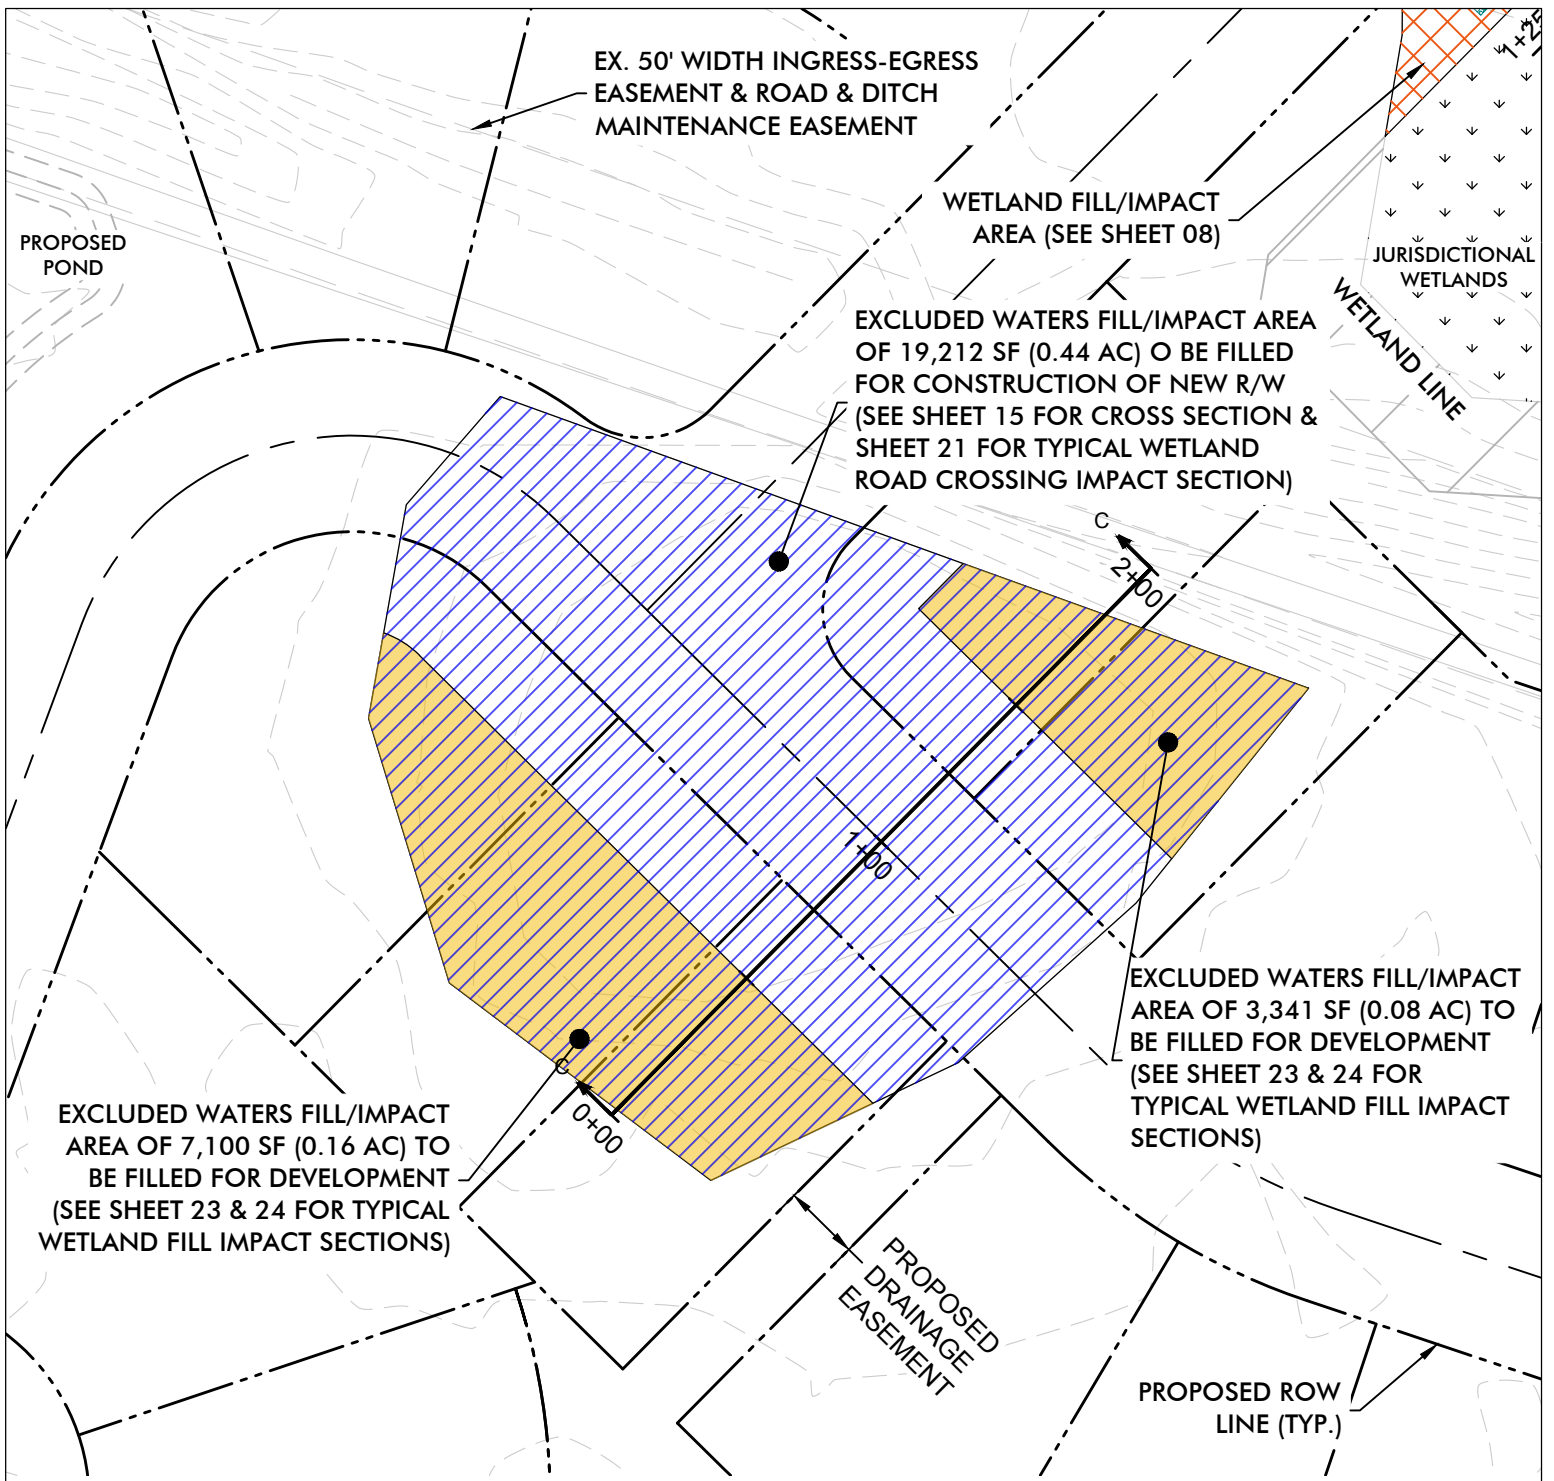 EX. 50' WIDTH INGRESS-EGRESS
EASEMENT & ROAD & DITCH
MAINTENANCE EASEMENT
1+25
WETLAND FILL/IMPACT
AREA (SEE SHEET 08)
PROPOSED
POND
JURISDICTIONAL
WETLANDS
WETLAND LINE
EXCLUDED WATERS FILL/IMPACT AREA
OF 19,212 SF (0.44 AC) O BE FILLED
FOR CONSTRUCTION OF NEW R/W
(SEE SHEET 15 FOR CROSS SECTION &
SHEET 21 FOR TYPICAL WETLAND
ROAD CROSSING IMPACT SECTION)
C
2+00
1+00
EXCLUDED WATERS FILL/IMPACT
AREA OF 3,341 SF (0.08 AC) TO
BE FILLED FOR DEVELOPMENT
(SEE SHEET 23 & 24 FOR
TYPICAL WETLAND FILL IMPACT
SECTIONS)
C
0+00
EXCLUDED WATERS FILL/IMPACT
AREA OF 7,100 SF (0.16 AC) TO
BE FILLED FOR DEVELOPMENT
(SEE SHEET 23 & 24 FOR TYPICAL
WETLAND FILL IMPACT SECTIONS)
PROPOSED
DRAINAGE
EASEMENT
PROPOSED ROW
LINE (TYP.)